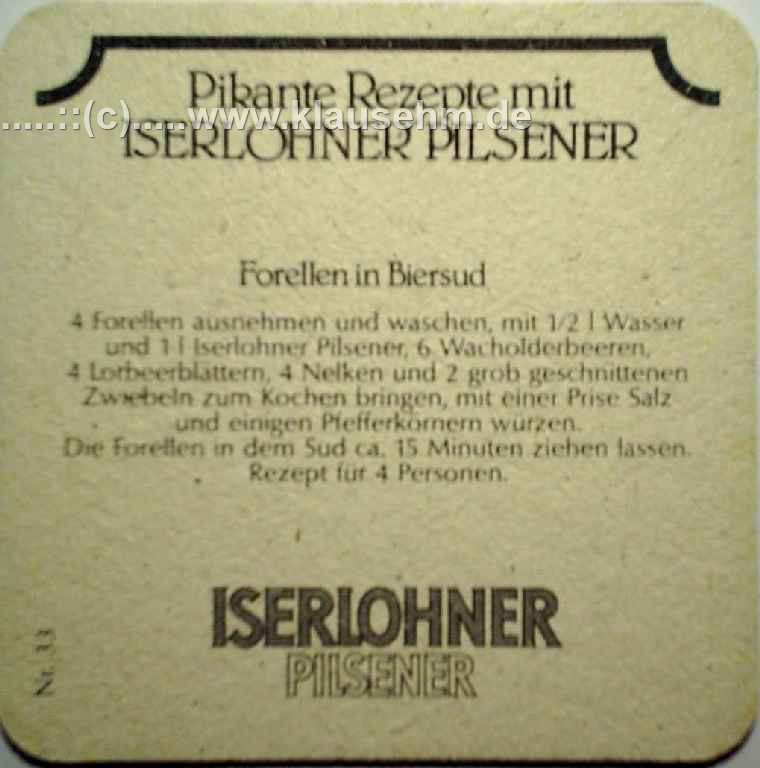 Pikante Rezepte mit
.....::(c).....www.klausehm.de
ISERLOHNER PILSENER
Forellen in Biersud
4 Forellen ausnehmen und waschen, mit 1/2 l Wasser
und 1 l Iserlohner Pilsener, 6 Wacholderbeeren,
4 Lorbeerblättern, 4 Nelken und 2 grob geschnittenen
Zwiebeln zum Kochen bringen, mit einer Prise Salz
und einigen Pfefferkörnern würzen.
Die Forellen in dem Sud ca. 15 Minuten ziehen lassen.
Rezept für 4 Personen.
ISERLOHNER
PILSENER
Nr. 33